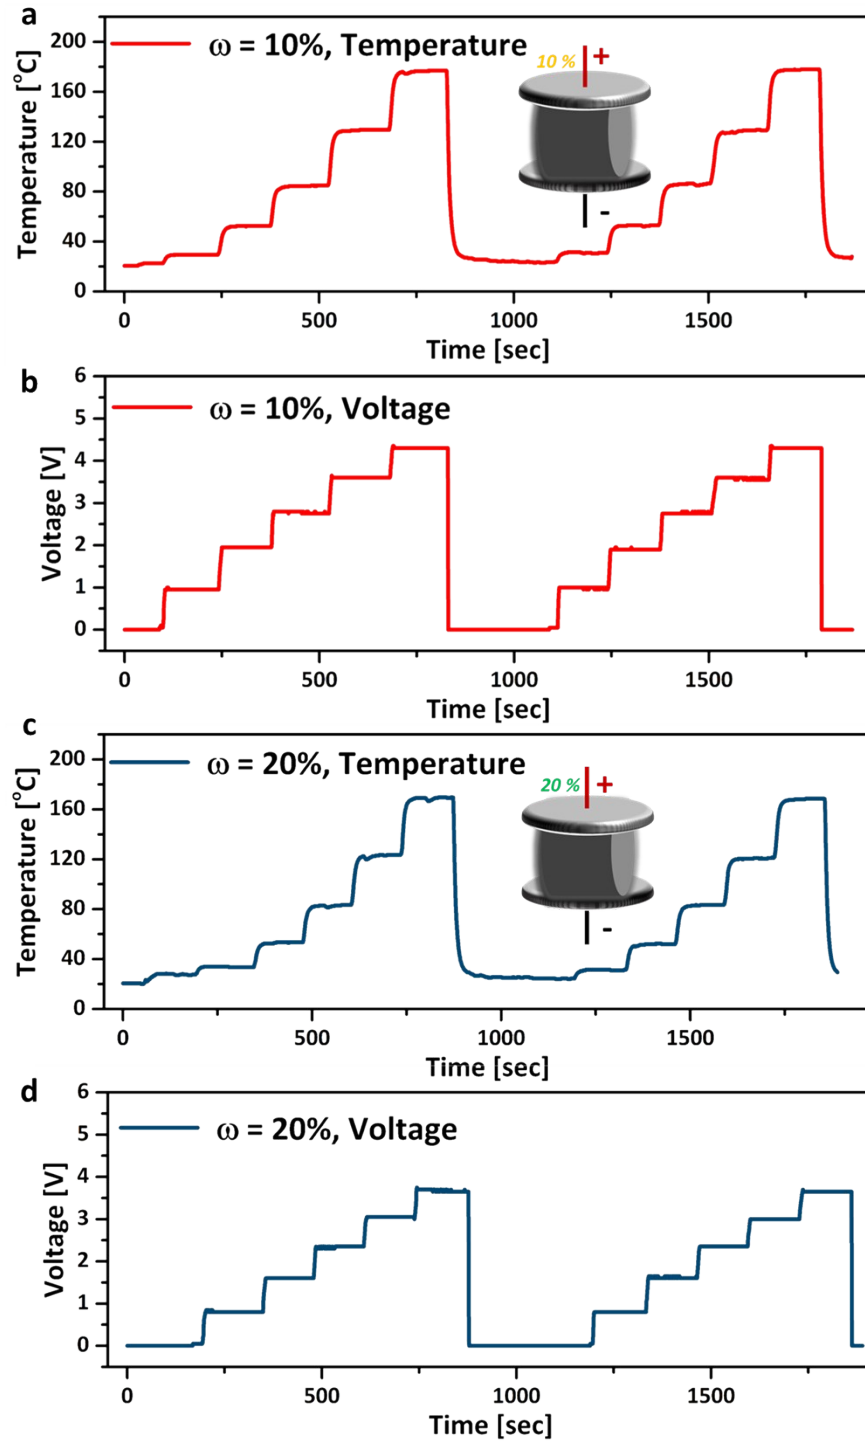 a
ω = 10%, Temperature
10 %
+
-
Temperature [°C]
200
160
120
80
40
0
0 500 1000 1500
Time [sec]
b
ω = 10%, Voltage
Voltage [V]
6
5
4
3
2
1
0
0 500 1000 1500
Time [sec]
c
ω = 20%, Temperature
20 %
+
-
Temperature [°C]
200
160
120
80
40
0
0 500 1000 1500
Time [sec]
d
ω = 20%, Voltage
Voltage [V]
6
5
4
3
2
1
0
0 500 1000 1500
Time [sec]